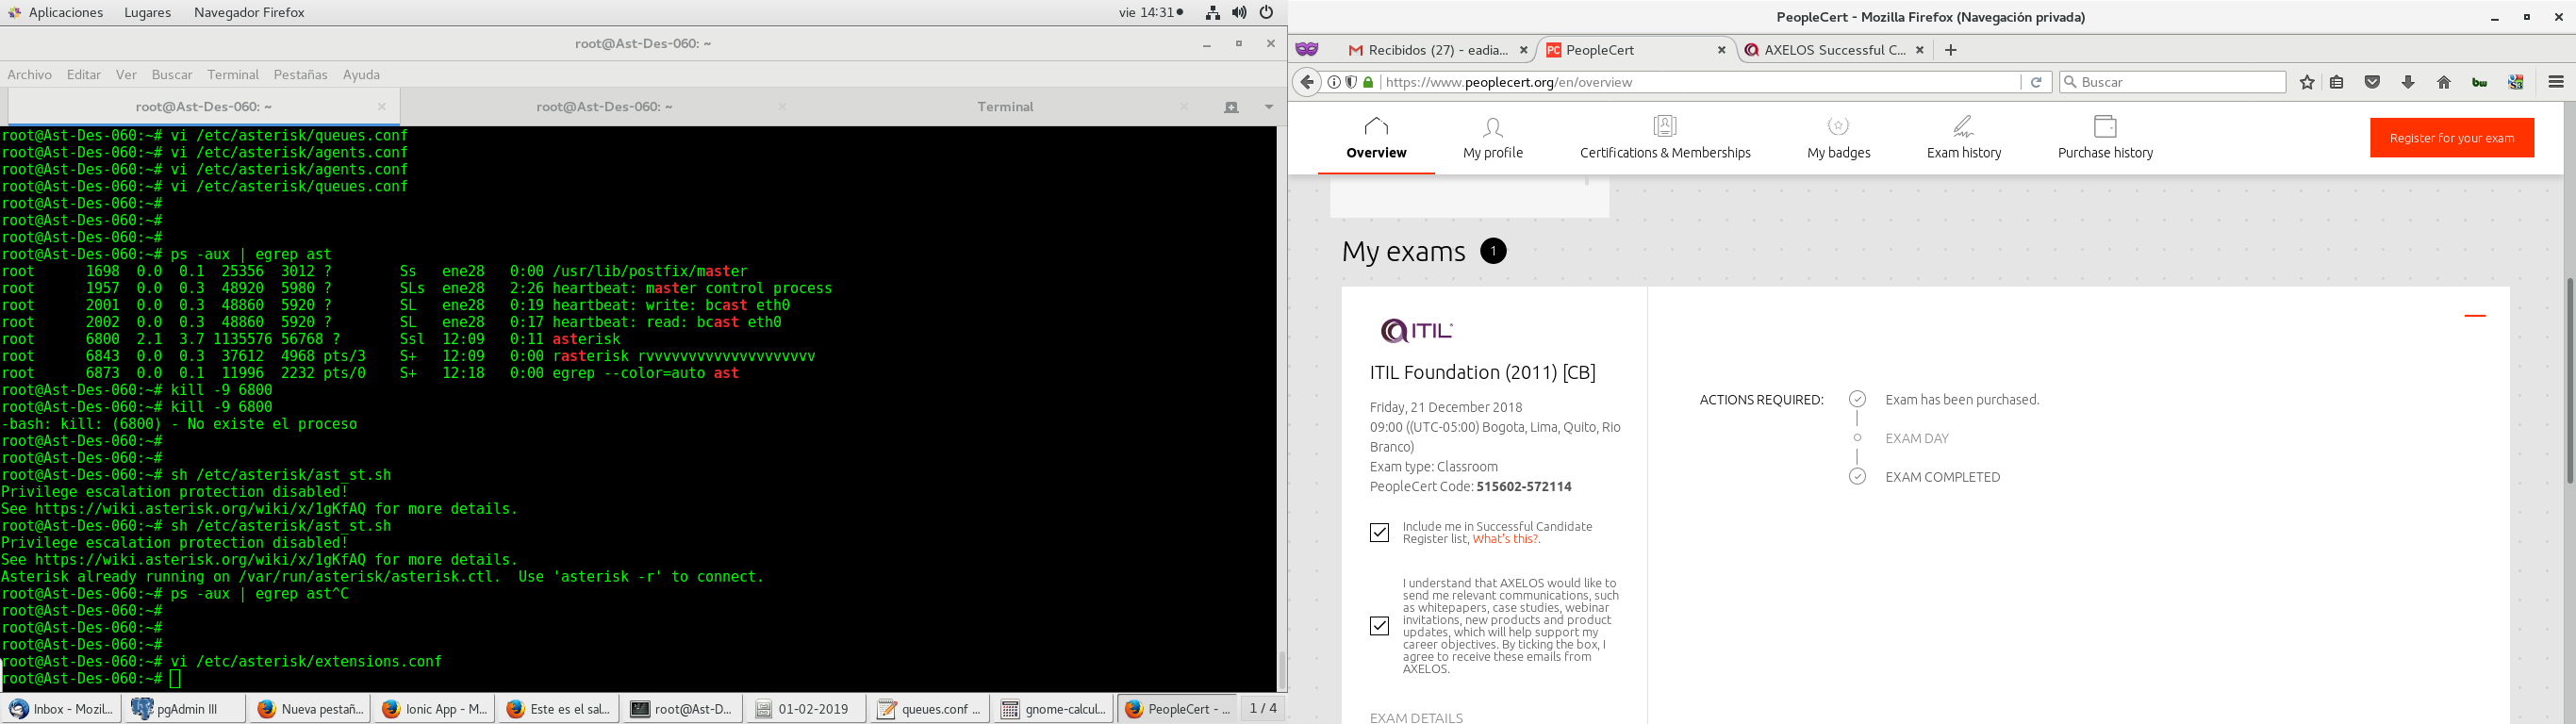 Aplicaciones Lugares Navegador Firefox vie 14:31
root@Ast-Des-060: ~
Archivo Editar Ver Buscar Terminal Pestañas Ayuda
root@Ast-Des-060: ~ root@Ast-Des-060: ~ Terminal
root@Ast-Des-060:~# vi /etc/asterisk/queues.conf
root@Ast-Des-060:~# vi /etc/asterisk/agents.conf
root@Ast-Des-060:~# vi /etc/asterisk/agents.conf
root@Ast-Des-060:~# vi /etc/asterisk/queues.conf
root@Ast-Des-060:~#
root@Ast-Des-060:~#
root@Ast-Des-060:~#
root@Ast-Des-060:~# ps -aux | egrep ast
root 1698 0.0 0.1 25356 3012 ? Ss ene28 0:00 /usr/lib/postfix/master
root 1957 0.0 0.3 48920 5980 ? SLs ene28 2:26 heartbeat: master control process
root 2001 0.0 0.3 48860 5920 ? SL ene28 0:19 heartbeat: write: bcast eth0
root 2002 0.0 0.3 48860 5920 ? SL ene28 0:17 heartbeat: read: bcast eth0
root 6800 2.1 3.7 1135576 56768 ? Ssl 12:09 0:11 asterisk
root 6843 0.0 0.3 37612 4968 pts/3 S+ 12:09 0:00 rasterisk rvvvvvvvvvvvvvvvvvvvv
root 6873 0.0 0.1 11996 2232 pts/0 S+ 12:18 0:00 egrep --color=auto ast
root@Ast-Des-060:~# kill -9 6800
root@Ast-Des-060:~# kill -9 6800
-bash: kill: (6800) - No existe el proceso
root@Ast-Des-060:~#
root@Ast-Des-060:~#
root@Ast-Des-060:~# sh /etc/asterisk/ast_st.sh
Privilege escalation protection disabled!
See https://wiki.asterisk.org/wiki/x/1gKfAQ for more details.
root@Ast-Des-060:~# sh /etc/asterisk/ast_st.sh
Privilege escalation protection disabled!
See https://wiki.asterisk.org/wiki/x/1gKfAQ for more details.
Asterisk already running on /var/run/asterisk/asterisk.ctl. Use 'asterisk -r' to connect.
root@Ast-Des-060:~# ps -aux | egrep ast^C
root@Ast-Des-060:~#
root@Ast-Des-060:~#
root@Ast-Des-060:~#
root@Ast-Des-060:~# vi /etc/asterisk/extensions.conf
root@Ast-Des-060:~#
Inbox - Mozil... pgAdmin III Nueva pestañ... Ionic App - M... Este es el sal... root@Ast-D... 01-02-2019 queues.conf ... gnome-calcul... PeopleCert - ... 1 / 4
PeopleCert - Mozilla Firefox (Navegación privada)
Recibidos (27) - eadia... PC PeopleCert AXELOS Successful C...
https://www.peoplecert.org/en/overview Buscar bw
Overview My profile Certifications & Memberships My badges Exam history Purchase history Register for your exam
My exams 1
ITIL
ITIL Foundation (2011) [CB]
Friday, 21 December 2018
09:00 ((UTC-05:00) Bogota, Lima, Quito, Rio
Branco)
Exam type: Classroom
PeopleCert Code: 515602-572114
Include me in Successful Candidate
Register list, What's this?.
I understand that AXELOS would like to
send me relevant communications, such
as whitepapers, case studies, webinar
invitations, new products and product
updates, which will help support my
career objectives. By ticking the box, I
agree to receive these emails from
AXELOS.
EXAM DETAILS
ACTIONS REQUIRED: Exam has been purchased.
EXAM DAY
EXAM COMPLETED